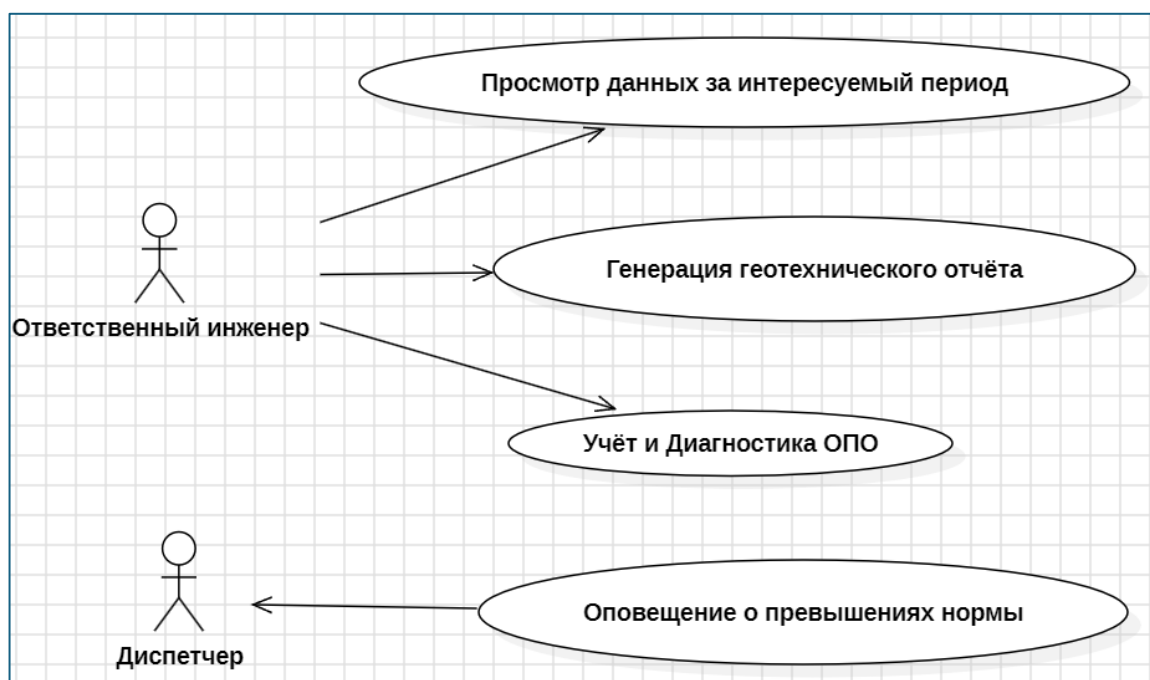 Просмотр данных за интересуемый период
Генерация геотехнического отчёта
Ответственный инженер
Учёт и Диагностика ОПО
Оповещение о превышениях нормы
Диспетчер